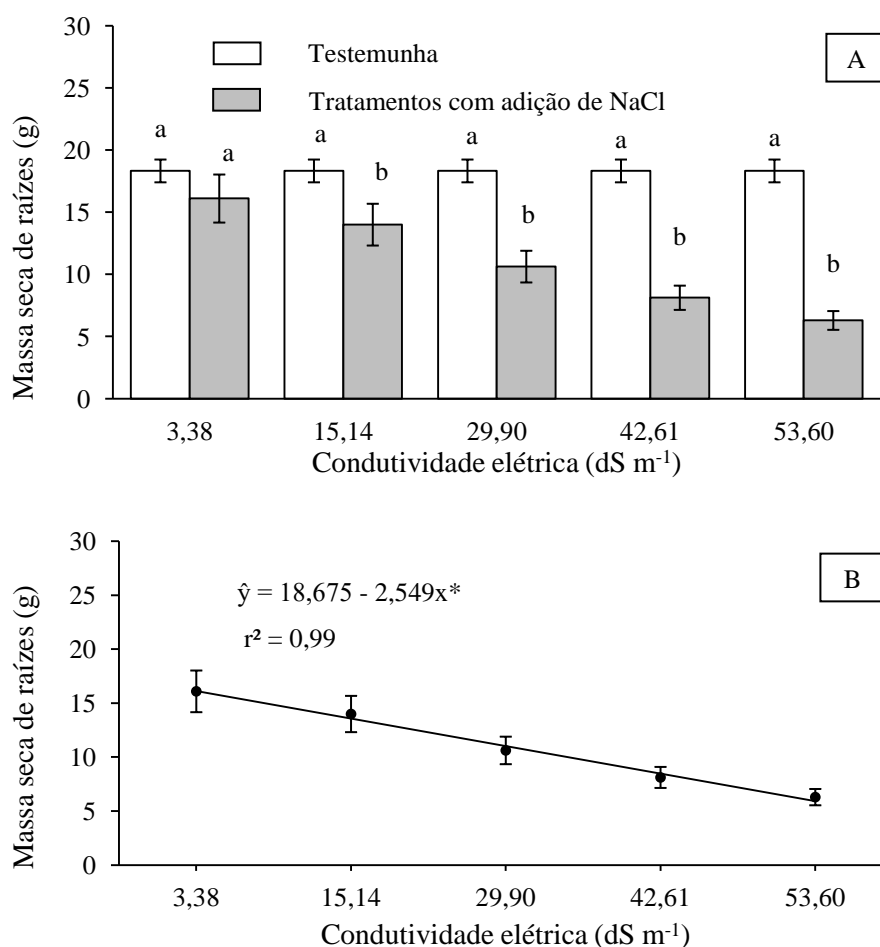 30
25
20
15
10
5
0
Massa seca de raízes (g)
Testemunha
Tratamentos com adição de NaCl
A
a
a
a
b
a
b
a
b
a
b
3,38 15,14 29,90 42,61 53,60
Condutividade elétrica (dS m⁻¹)
30
25
20
15
10
5
0
Massa seca de raízes (g)
ŷ = 18,675 - 2,549x*
r² = 0,99
B
3,38 15,14 29,90 42,61 53,60
Condutividade elétrica (dS m⁻¹)